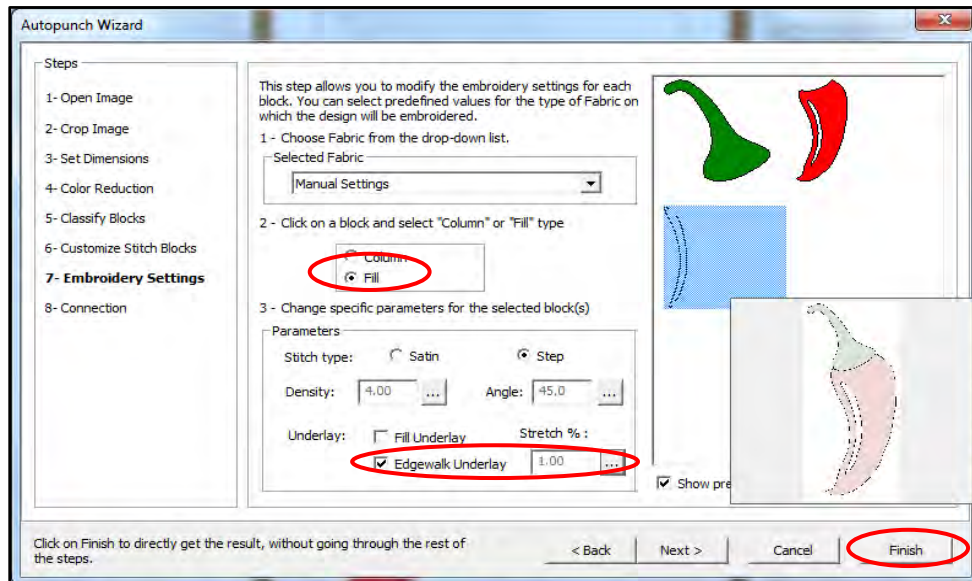 Autopunch Wizard
Steps
1- Open Image
2- Crop Image
3- Set Dimensions
4- Color Reduction
5- Classify Blocks
6- Customize Stitch Blocks
7- Embroidery Settings
8- Connection
This step allows you to modify the embroidery settings for each
block. You can select predefined values for the type of Fabric on
which the design will be embroidered.
1 - Choose Fabric from the drop-down list.
Selected Fabric
Manual Settings
2 - Click on a block and select "Column" or "Fill" type
Column
Fill
3 - Change specific parameters for the selected block(s)
Parameters
Stitch type: Satin Step
Density: 4.00 ... Angle: 45.0 ...
Underlay: Fill Underlay Stretch % :
Edgewalk Underlay 1.00 ...
Show pre
Click on Finish to directly get the result, without going through the rest of
the steps.
< Back Next > Cancel Finish